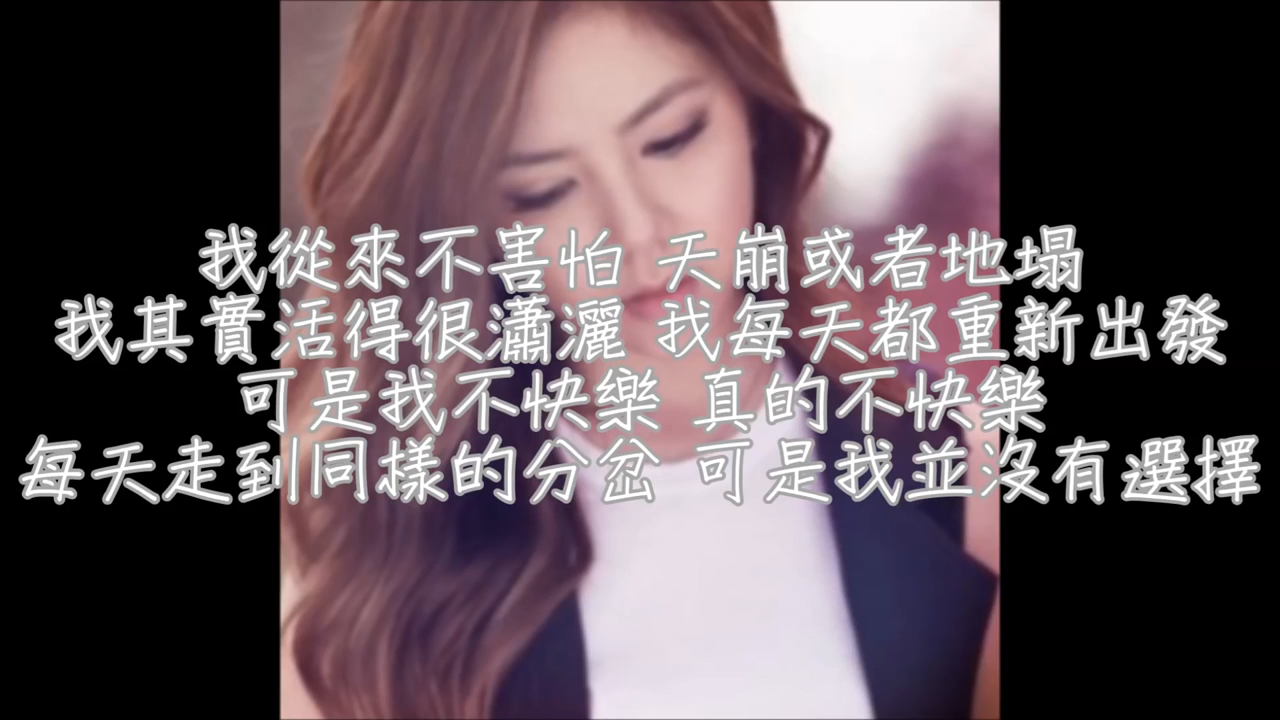 我從來不害怕 天崩或者地塌
我其實活得很瀟灑 我每天都重新出發
可是我不快樂 真的不快樂
每天走到同樣的分岔 可是我並沒有選擇